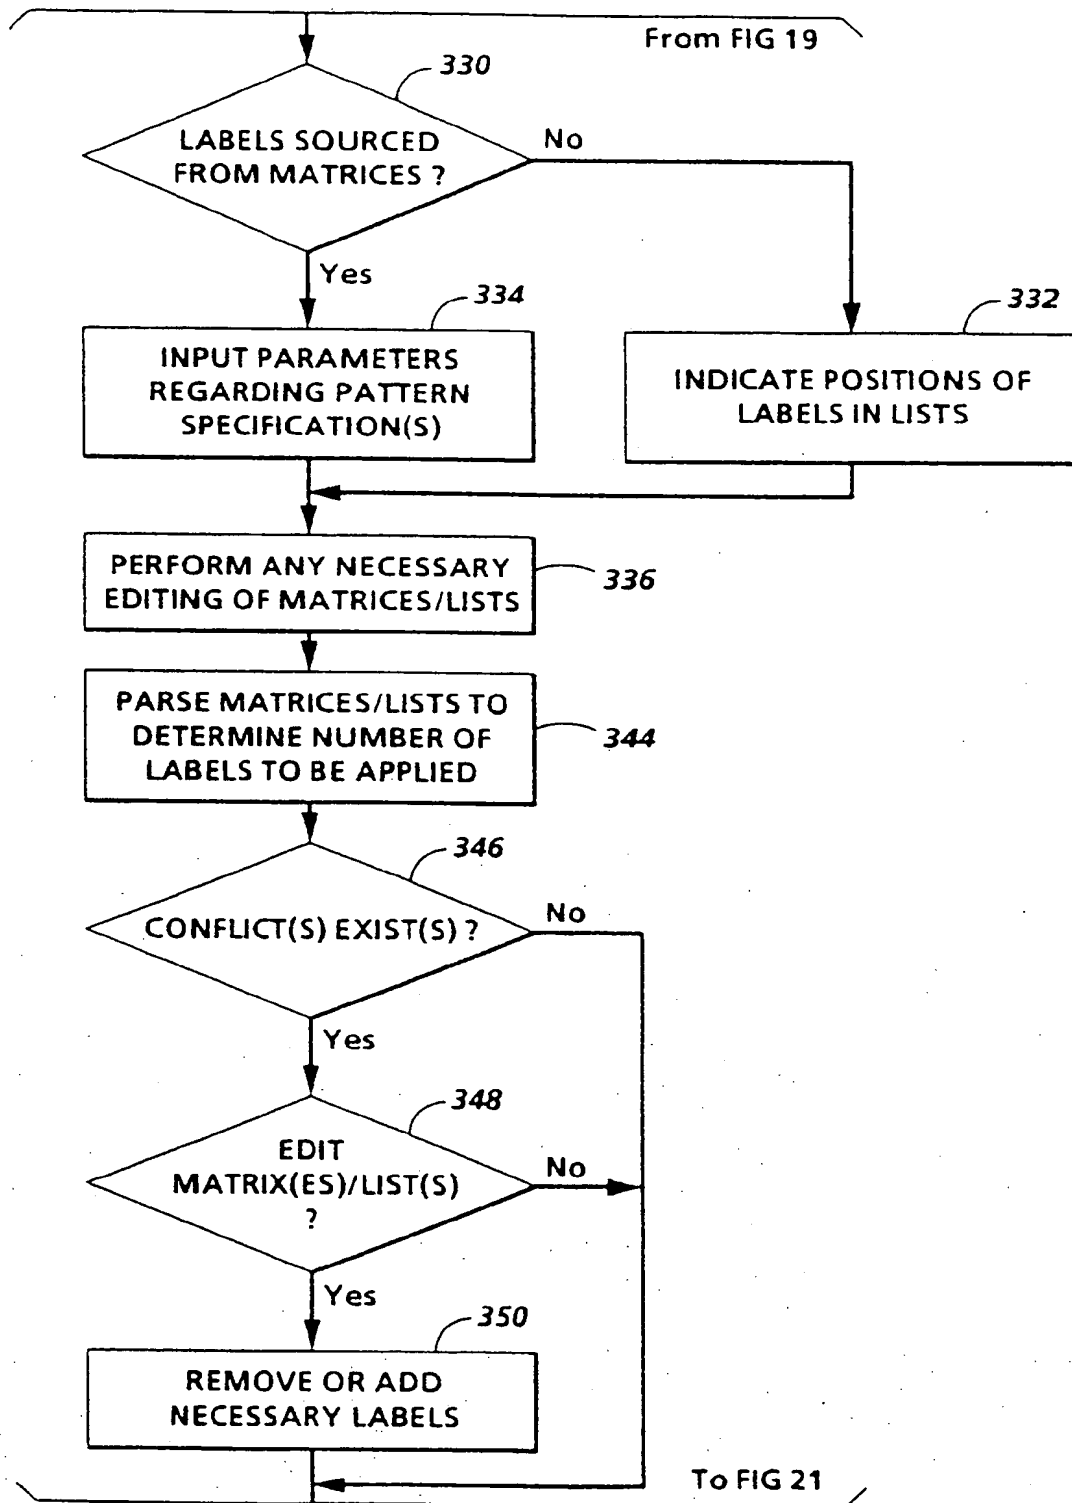 From FIG 19
330
LABELS SOURCED
FROM MATRICES ?
No
Yes
334
332
INPUT PARAMETERS
REGARDING PATTERN
SPECIFICATION(S)
INDICATE POSITIONS OF
LABELS IN LISTS
PERFORM ANY NECESSARY
EDITING OF MATRICES/LISTS
336
PARSE MATRICES/LISTS TO
DETERMINE NUMBER OF
LABELS TO BE APPLIED
344
346
CONFLICT(S) EXIST(S) ?
No
Yes
348
EDIT
MATRIX(ES)/LIST(S)
?
No
Yes
350
REMOVE OR ADD
NECESSARY LABELS
To FIG 21